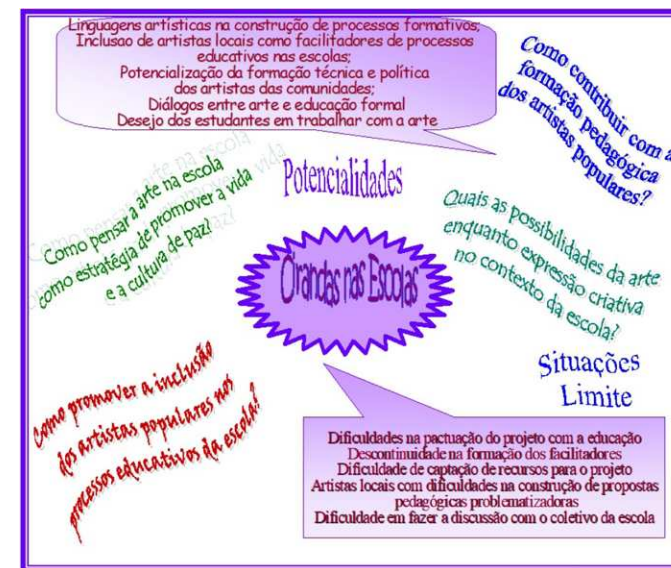 Linguagens artísticas na construção de processos formativos;
Inclusao de artistas locais como facilitadores de processos
educativos nas escolas;
Potencialização da formação técnica e política
dos artistas das comunidades;
Diálogos entre arte e educação formal
Desejo dos estudantes em trabalhar com a arte
Como contribuir com a
formação pedagógica
dos artistas populares?
Potencialidades
Como pensar a arte na escola
como estratégia de promover a vida
e a cultura de paz?
Quais as possibilidades da arte
enquanto expressão criativa
no contexto da escola?
Cirandas nas Escolas
Situações
Limite
Como promover a inclusão
dos artistas populares nos
processos educativos da escola?
Dificuldades na pactuação do projeto com a educação
Descontinuidade na formação dos facilitadores
Dificuldade de captação de recursos para o projeto
Artistas locais com dificuldades na construção de propostas
pedagógicas problematizadoras
Dificuldade em fazer a discussão com o coletivo da escola